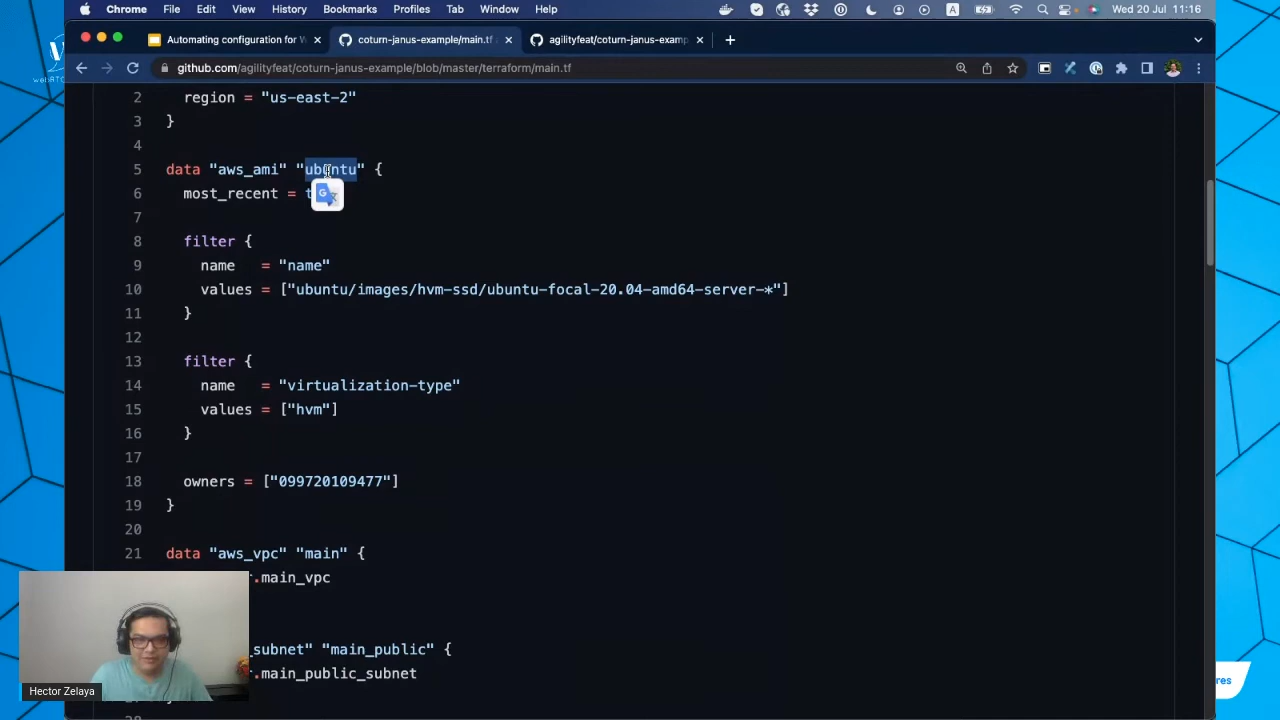 Chrome File Edit View History Bookmarks Profiles Tab Window Help A Wed 20 Jul 11:16
Automating configuration for coturn-janus-example/main.tf agilityfeat/coturn-janus-examp
github.com/agilityfeat/coturn-janus-example/blob/master/terraform/main.tf
2 region = "us-east-2"
3 }
4
5 data "aws_ami" "ubuntu" {
6 most_recent =
7
8 filter {
9 name = "name"
10 values = ["ubuntu/images/hvm-ssd/ubuntu-focal-20.04-amd64-server-*"]
11 }
12
13 filter {
14 name = "virtualization-type"
15 values = ["hvm"]
16 }
17
18 owners = ["099720109477"]
19 }
20
21 data "aws_vpc" "main" {
.main_vpc
_subnet" "main_public" {
.main_public_subnet
Hector Zelaya
res